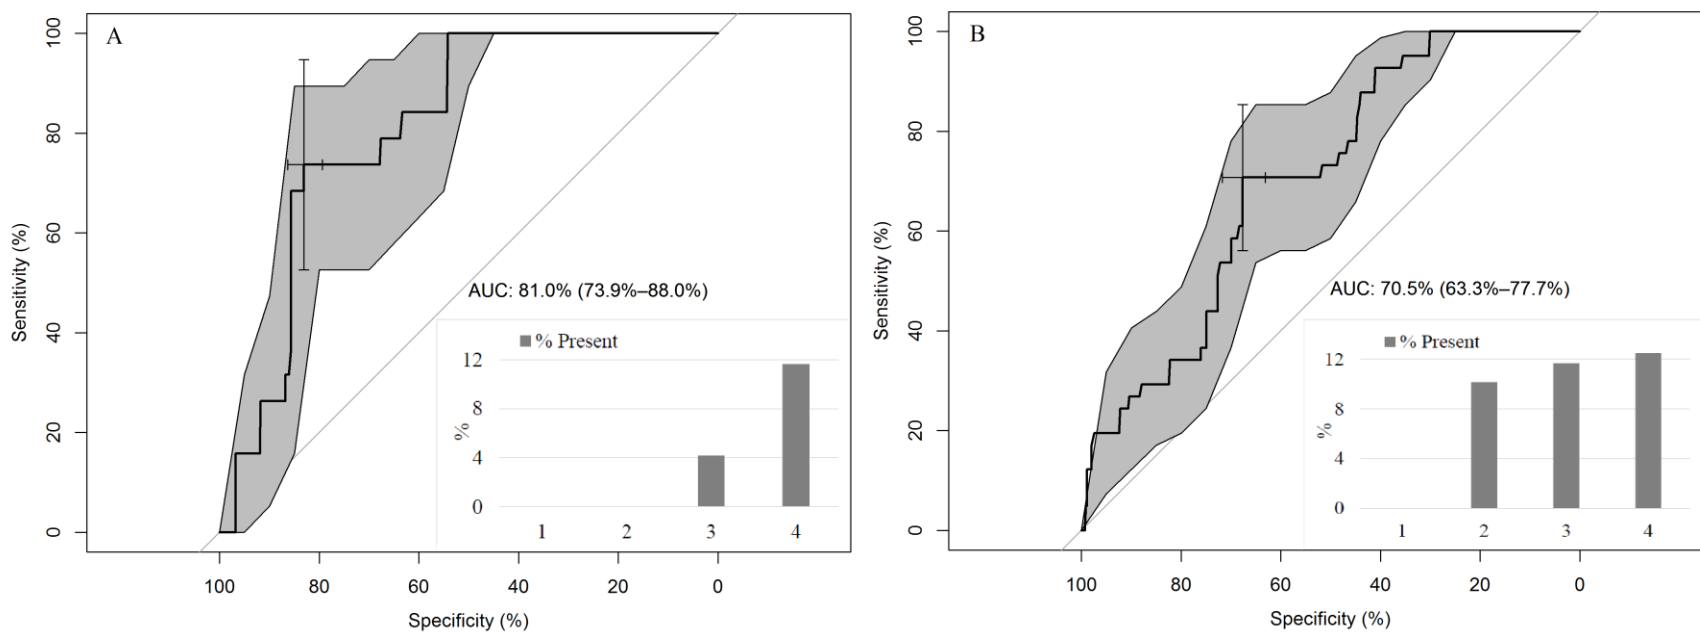 A
100
80
60
40
20
0
Sensitivity (%)
AUC: 81.0% (73.9%–88.0%)
% Present
12
8
4
0
%
1 2 3 4
100 80 60 40 20 0
Specificity (%)
B
100
80
60
40
20
0
Sensitivity (%)
AUC: 70.5% (63.3%–77.7%)
% Present
12
8
4
0
%
1 2 3 4
100 80 60 40 20 0
Specificity (%)